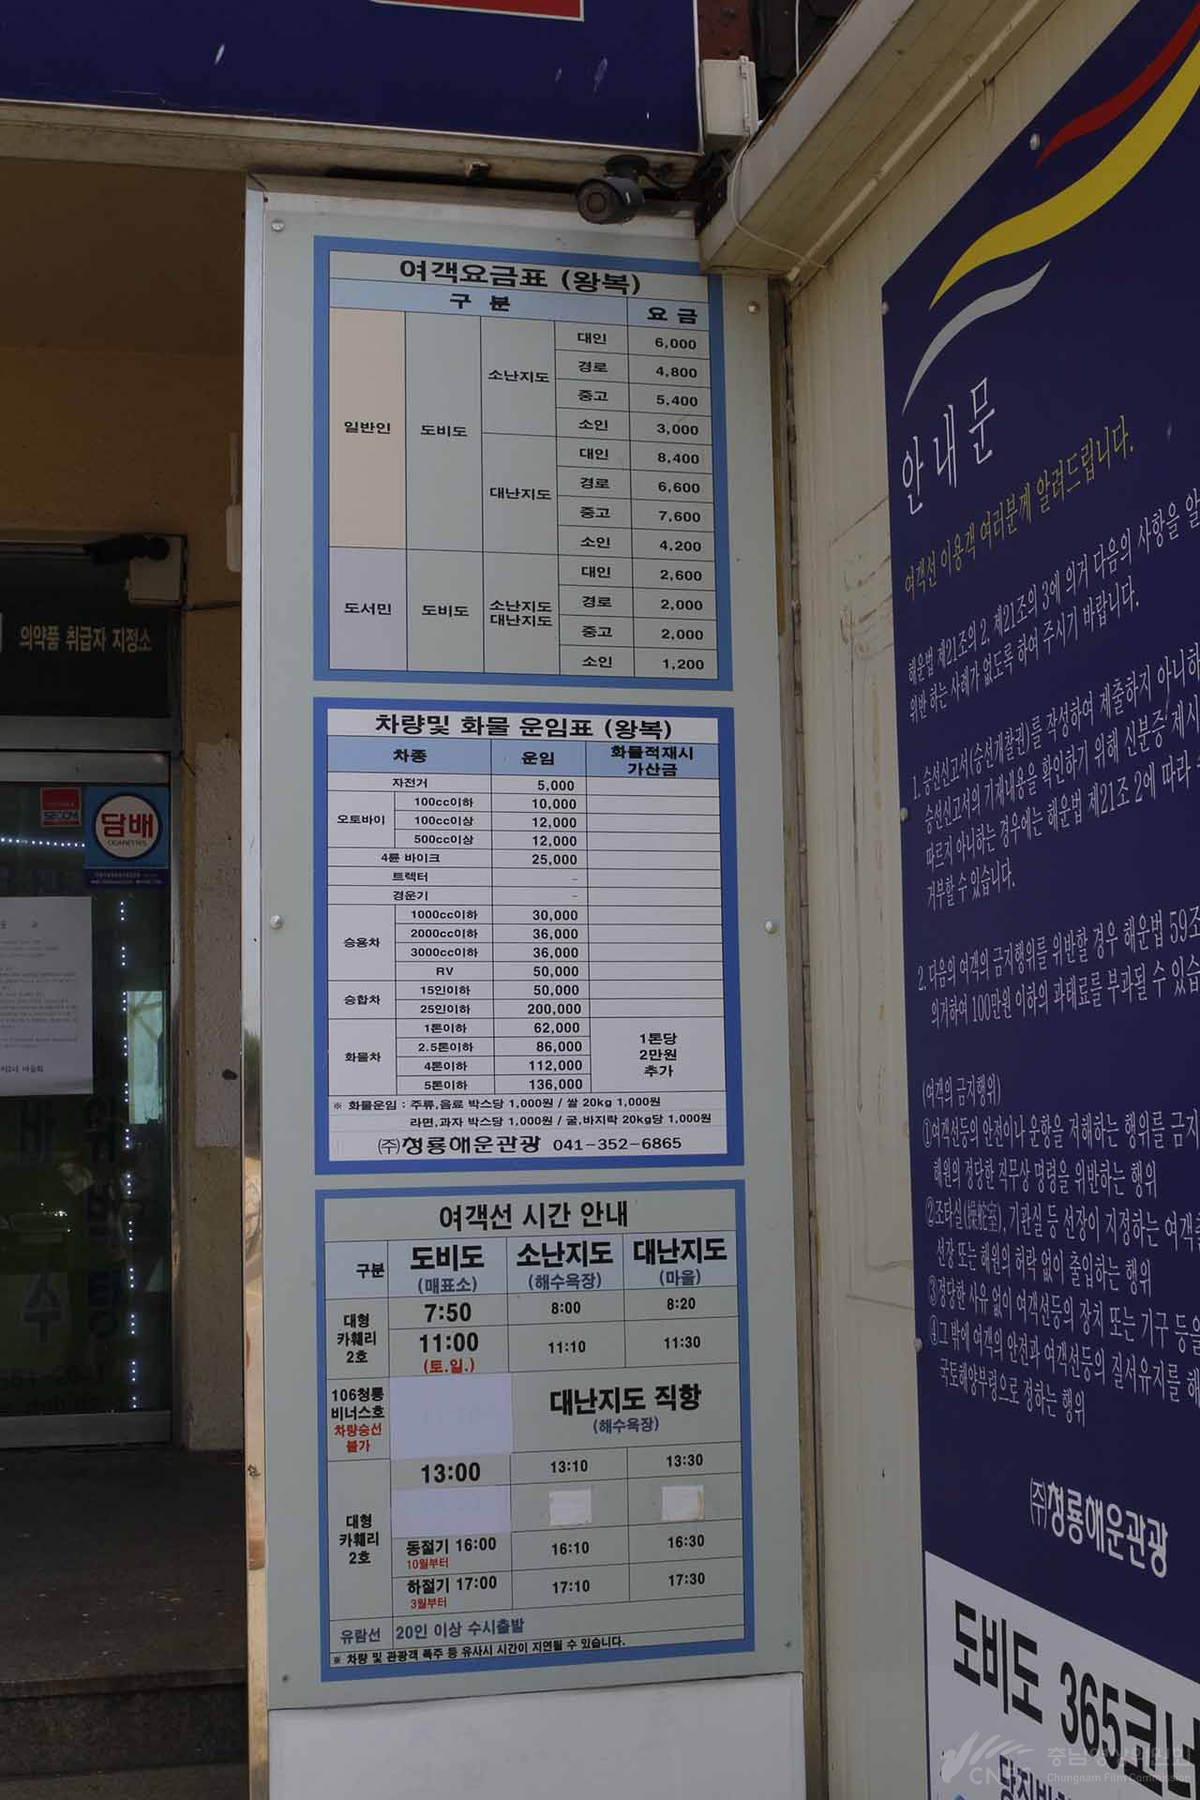 여객요금표 (왕복)
구 분 요 금
일반인 도비도 소난지도 대인 6,000
경로 4,800
중고 5,400
소인 3,000
대난지도 대인 8,400
경로 6,600
중고 7,600
소인 4,200
도서민 도비도 소난지도 대난지도 대인 2,600
경로 2,000
중고 2,000
소인 1,200
차량및 화물 운임표 (왕복)
차종 운임 화물적재시 가산금
자전거 5,000
오토바이 100cc이하 10,000
100cc이상 12,000
500cc이상 12,000
4륜 바이크 25,000
트렉터 -
경운기 -
승용차 1000cc이하 30,000
2000cc이하 36,000
3000cc이하 36,000
RV 50,000
승합차 15인이하 50,000
25인이하 200,000
화물차 1톤이하 62,000
2.5톤이하 86,000
4톤이하 112,000
5톤이하 136,000
1톤당
2만원
추가
※ 화물운임 : 주류,음료 박스당 1,000원 / 쌀 20kg 1,000원
라면,과자 박스당 1,000원 / 굴,바지락 20kg당 1,000원
(주)청룡해운관광 041-352-6865
여객선 시간 안내
구분 도비도 (매표소) 소난지도 (해수욕장) 대난지도 (마을)
대형 카훼리 2호 7:50 8:00 8:20
11:00 (토.일.) 11:10 11:30
106청룡 비너스호 차량승선 불가 대난지도 직항 (해수욕장)
대형 카훼리 2호 13:00 13:10 13:30
동절기 16:00 10월부터 16:10 16:30
하절기 17:00 3월부터 17:10 17:30
유람선 20인 이상 수시출발
※ 차량 및 관광객 폭주 등 유사시 시간이 지연될 수 있습니다.
안내문
여객선 이용객 여러분께 알려드립니다.
해운법 제21조의 2, 제21조의 3에 의거 다음의 사항을
위반 하는 사례가 없도록 하여 주시기 바랍니다.
1. 승선신고서(승선개찰권)를 작성하여 제출하지 아니하
승선신고서의 기재내용을 확인하기 위해 신분증 제시
따르지 아니하는 경우에는 해운법 제21조 2에 따라
거부할 수 있습니다.
2. 다음의 여객의 금지행위를 위반할 경우 해운법 59조
의거하여 100만원 이하의 과태료를 부과될 수 있습
(여객의 금지행위)
①여객선등의 안전이나 운항을 저해하는 행위를 금지
해원의 정당한 직무상 명령을 위반하는 행위
②조타실(操舵室), 기관실 등 선장이 지정하는 여객출
선장 또는 해원의 허락 없이 출입하는 행위
③정당한 사유 없이 여객선등의 장치 또는 기구 등을
④그 밖에 여객의 안전과 여객선등의 질서유지를 해
국토해양부령으로 정하는 행위
(주)청룡해운관광
도비도 365코너
의약품 취급자 지정소
SECOM
담배
CIGARETTES
충남영상위원회
Chungnam Film Commission